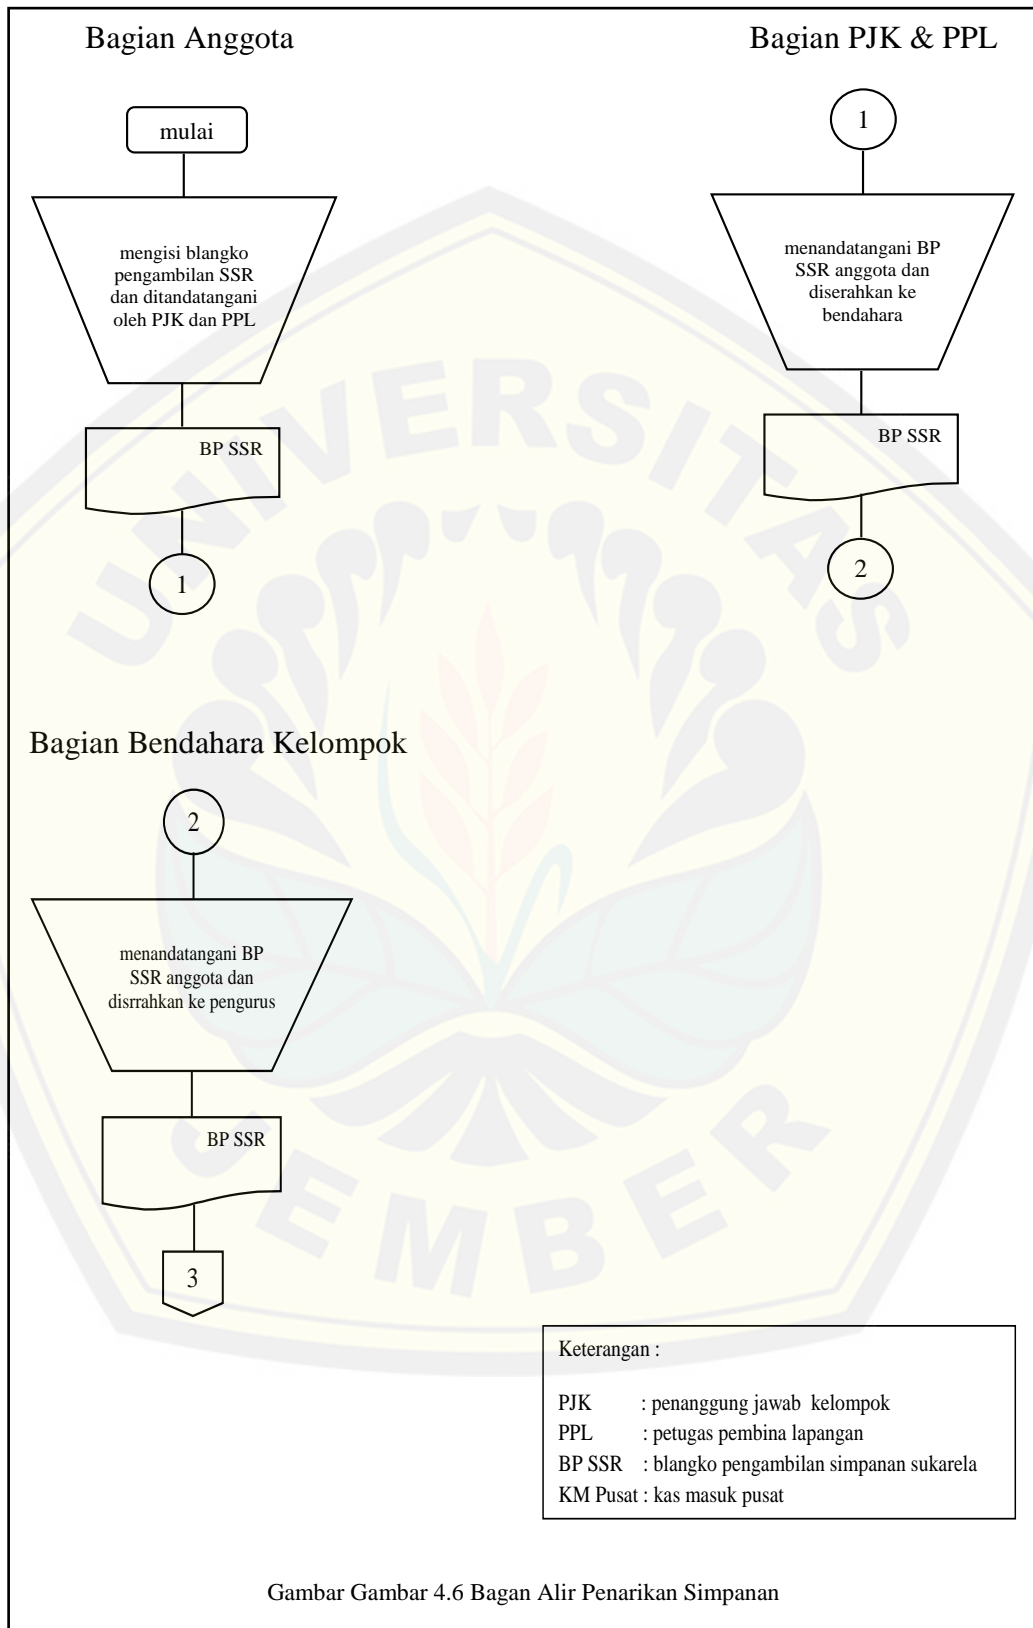 Bagian Anggota
mulai
mengisi blangko
pengambilan SSR
dan ditandatangani
oleh PJK dan PPL
BP SSR
1
Bagian PJK & PPL
1
menandatangani BP
SSR anggota dan
diserahkan ke
bendahara
BP SSR
2
Bagian Bendahara Kelompok
2
menandatangani BP
SSR anggota dan
disrrahkan ke pengurus
BP SSR
3
Keterangan :
PJK : penanggung jawab kelompok
PPL : petugas pembina lapangan
BP SSR : blangko pengambilan simpanan sukarela
KM Pusat : kas masuk pusat
Gambar Gambar 4.6 Bagan Alir Penarikan Simpanan
UNIVERSITAS
JEMBER